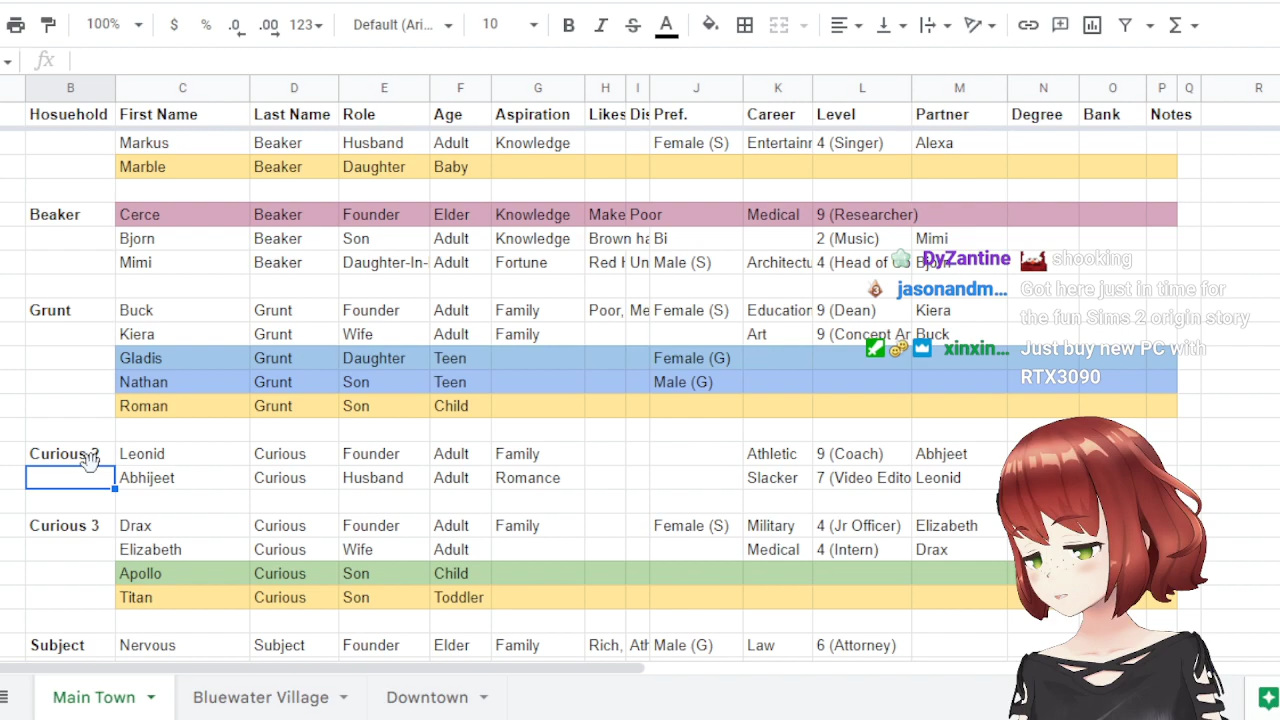 100% $ % .0 .00 123 Default (Ari... 10 B I S A
fx
B C D E F G H I J K L M N O P Q R
Hosuehold First Name Last Name Role Age Aspiration Likes Dis Pref. Career Level Partner Degree Bank Notes
Markus Beaker Husband Adult Knowledge Female (S) Entertainn 4 (Singer) Alexa
Marble Beaker Daughter Baby
Beaker Cerce Beaker Founder Elder Knowledge Make Poor Medical 9 (Researcher)
Bjorn Beaker Son Adult Knowledge Brown ha Bi 2 (Music) Mimi
Mimi Beaker Daughter-In- Adult Fortune Red H Un Male (S) Architectu 4 (Head of Bjorn
DyZantine shooking
jasonandm... Got here just in time for
the fun Sims 2 origin story
Grunt Buck Grunt Founder Adult Family Poor, Me Female (S) Education 9 (Dean) Kiera
Kiera Grunt Wife Adult Family Art 9 (Concept Ar Buck
xinxin... Just buy new PC with
RTX3090
Gladis Grunt Daughter Teen Female (G)
Nathan Grunt Son Teen Male (G)
Roman Grunt Son Child
Curious 2 Leonid Curious Founder Adult Family Athletic 9 (Coach) Abhjeet
Abhijeet Curious Husband Adult Romance Slacker 7 (Video Edito Leonid
Curious 3 Drax Curious Founder Adult Family Female (S) Military 4 (Jr Officer) Elizabeth
Elizabeth Curious Wife Adult Medical 4 (Intern) Drax
Apollo Curious Son Child
Titan Curious Son Toddler
Subject Nervous Subject Founder Elder Family Rich, Ath Male (G) Law 6 (Attorney)
Main Town Bluewater Village Downtown